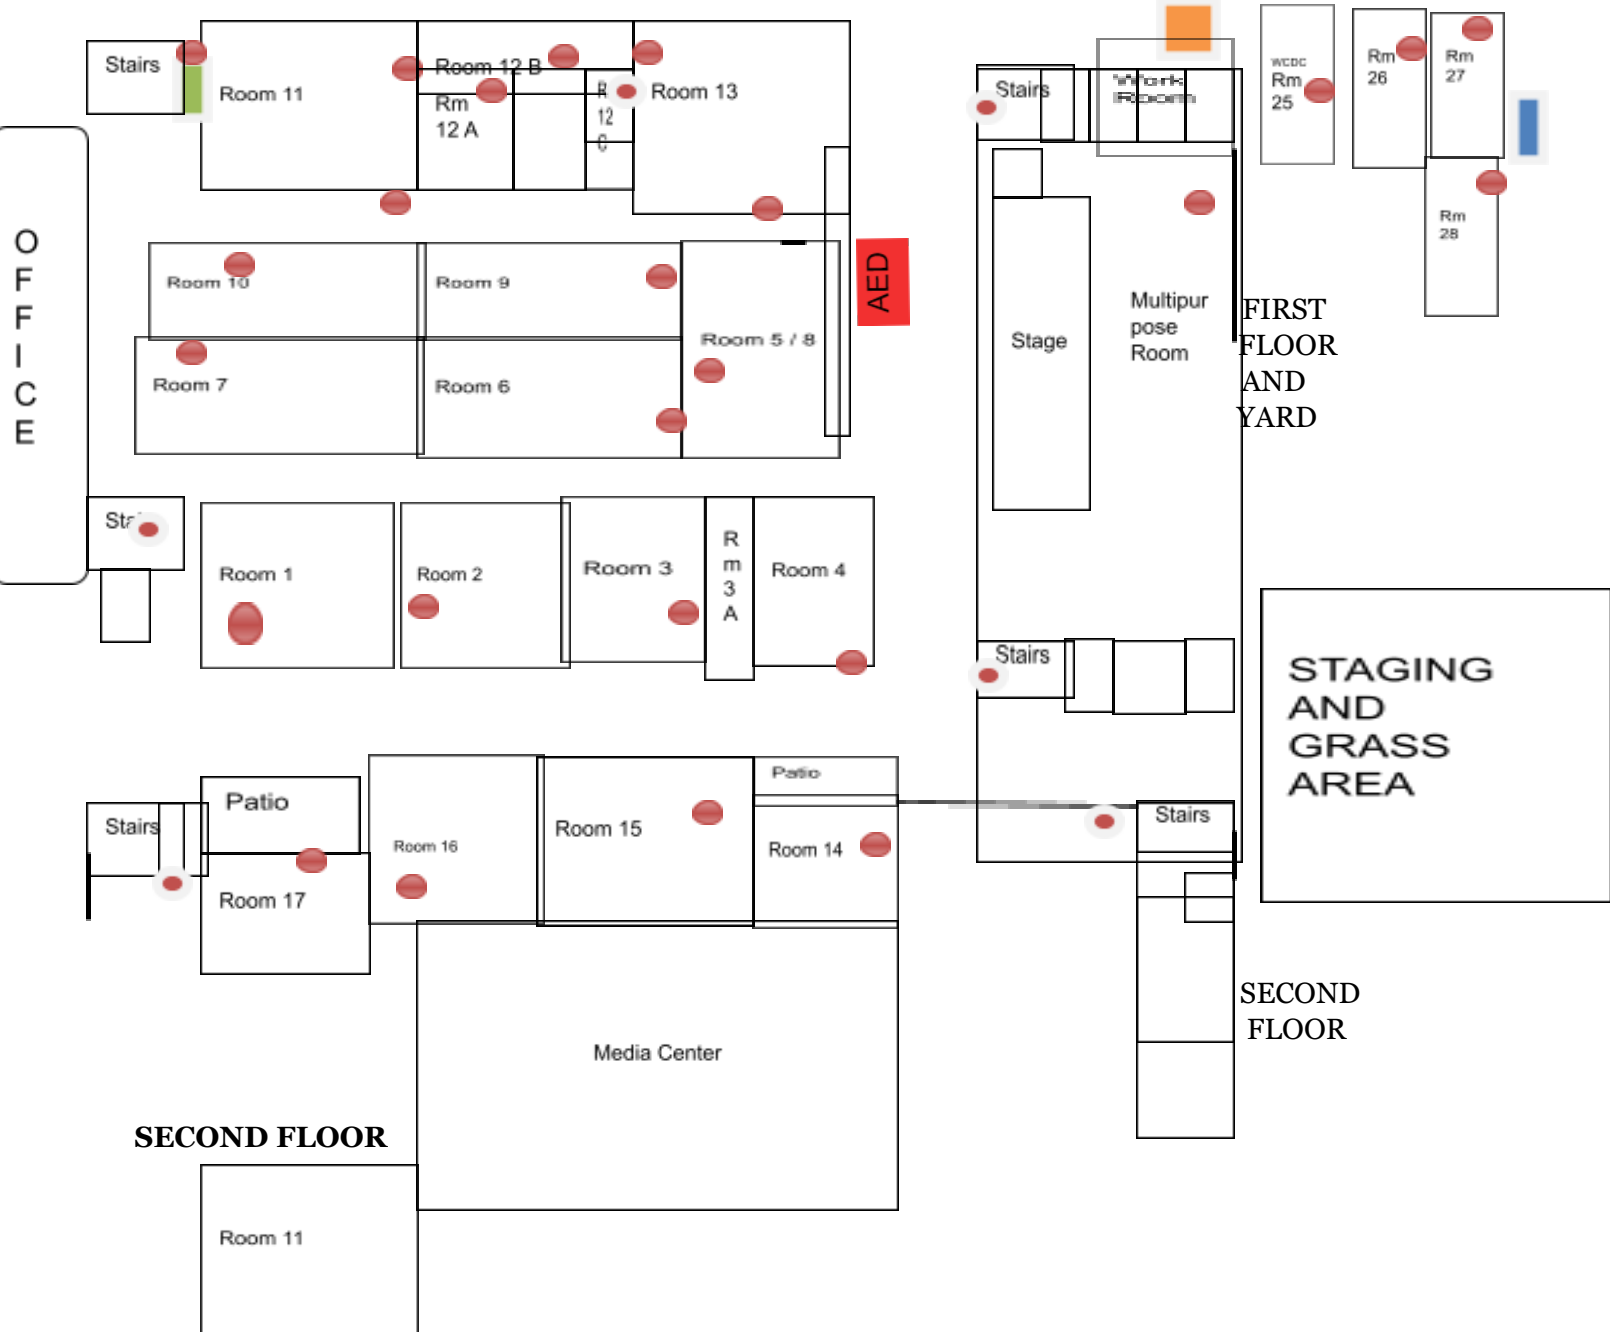 Stairs
Room 11
Room 12 B
Rm
12 A
R
12
C
Room 13
Stairs
Work
Room
WCDC
Rm
25
Rm
26
Rm
27
Rm
28
O
F
F
I
C
E
Room 10
Room 9
Room 5 / 8
AED
Room 7
Room 6
Stage
Multipur
pose
Room
FIRST
FLOOR
AND
YARD
Room 1
Room 2
Room 3
R
m
3
A
Room 4
Stairs
STAGING
AND
GRASS
AREA
Stairs
Patio
Room 17
Room 16
Room 15
Patio
Room 14
Stairs
Media Center
SECOND
FLOOR
SECOND FLOOR
Room 11